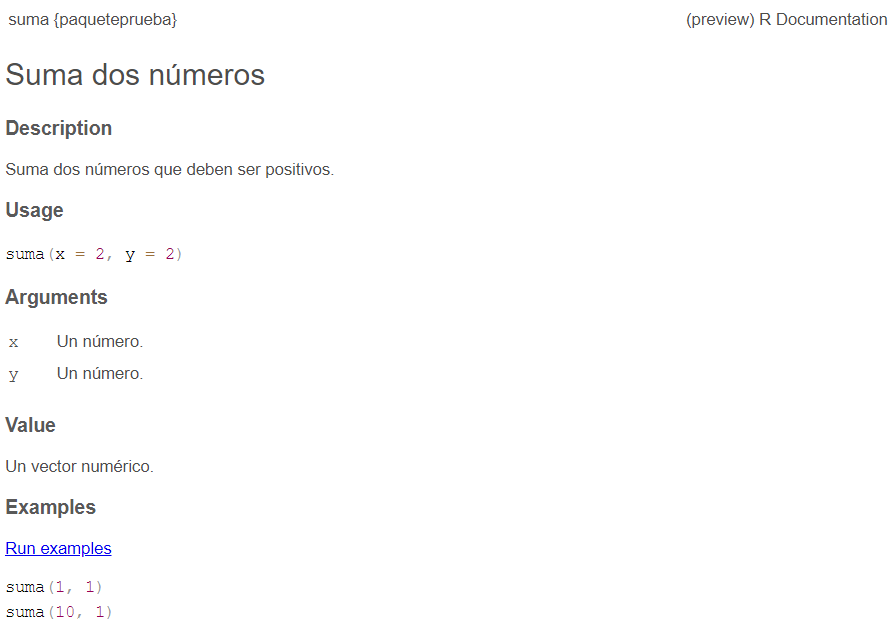 suma {paqueteprueba} (preview) R Documentation
Suma dos números
Description
Suma dos números que deben ser positivos.
Usage
suma(x = 2, y = 2)
Arguments
x Un número.
y Un número.
Value
Un vector numérico.
Examples
Run examples
suma(1, 1)
suma(10, 1)